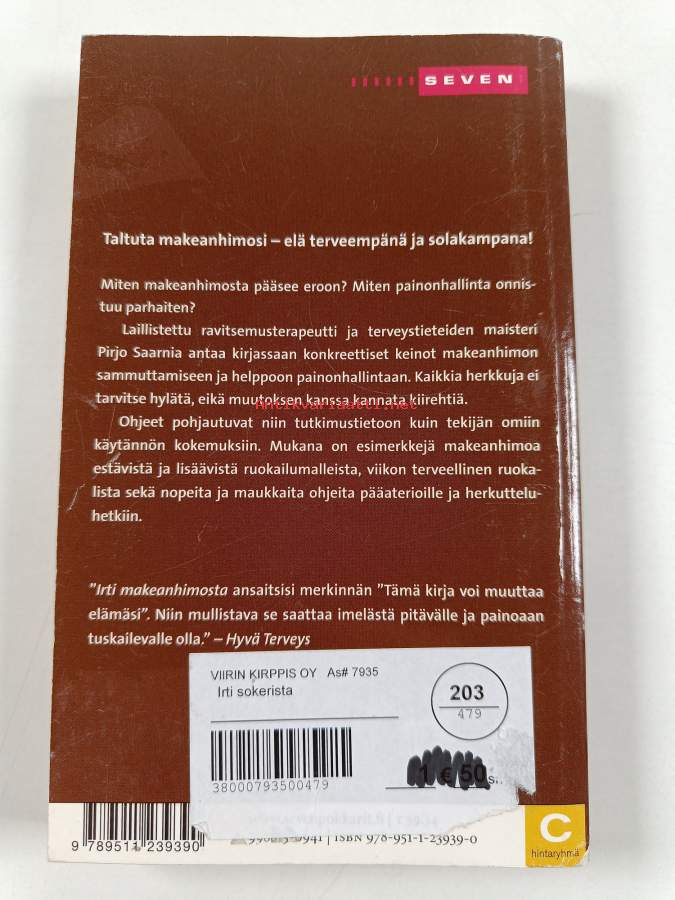 SEVEN
Taltuta makeanhimosi – elä terveempänä ja solakampana!
Miten makeanhimosta pääsee eroon? Miten painonhallinta onnis-
tuu parhaiten?
Laillistettu ravitsemusterapeutti ja terveystieteiden maisteri
Pirjo Saarnia antaa kirjassaan konkreettiset keinot makeanhimon
sammuttamiseen ja helppoon painonhallintaan. Kaikkia herkkuja ei
tarvitse hylätä, eikä muutoksen kanssa kannata kiirehtiä.
Antikvariaatti.net
Ohjeet pohjautuvat niin tutkimustietoon kuin tekijän omiin
käytännön kokemuksiin. Mukana on esimerkkejä makeanhimoa
estävistä ja lisäävistä ruokailumalleista, viikon terveellinen ruoka-
lista sekä nopeita ja maukkaita ohjeita pääaterioille ja herkuttelu-
hetkiin.
"Irti makeanhimosta ansaitsisi merkinnän "Tämä kirja voi muuttaa
elämäsi". Niin mullistava se saattaa imelästä pitävälle ja painoaan
tuskailevalle olla." – Hyvä Terveys
VIIRIN KIRPPIS OY As# 7935
Irti sokerista
203
479
38000793500479
1 € 50
9 789511 239390
ISBN 978-951-1-23939-0
C
hintaryhmä